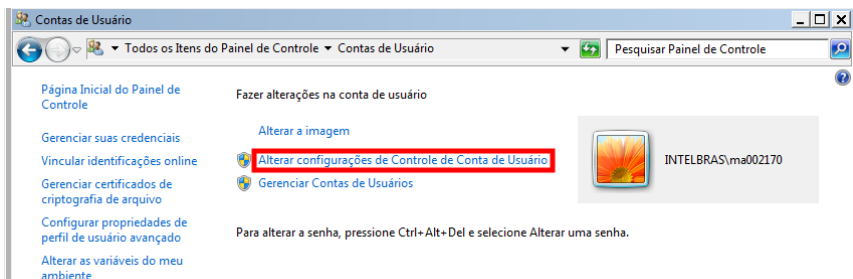 Contas de Usuário
Todos os Itens do Painel de Controle Contas de Usuário
Pesquisar Painel de Controle
Página Inicial do Painel de
Controle
Gerenciar suas credenciais
Vincular identificações online
Gerenciar certificados de
criptografia de arquivo
Configurar propriedades de
perfil de usuário avançado
Alterar as variáveis do meu
ambiente
Fazer alterações na conta de usuário
Alterar a imagem
Alterar configurações de Controle de Conta de Usuário
Gerenciar Contas de Usuários
INTELBRAS\ma002170
Para alterar a senha, pressione Ctrl+Alt+Del e selecione Alterar uma senha.